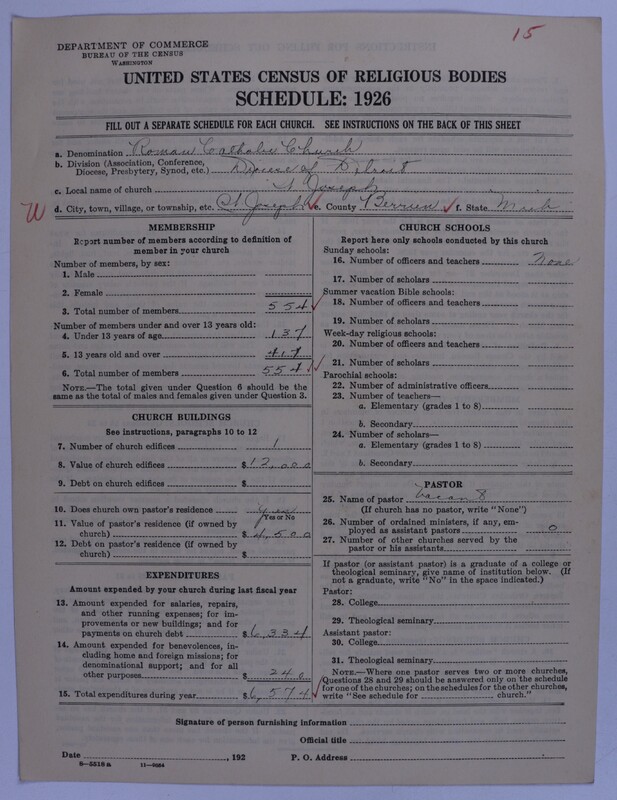 15
DEPARTMENT OF COMMERCE
BUREAU OF THE CENSUS
WASHINGTON
UNITED STATES CENSUS OF RELIGIOUS BODIES
SCHEDULE: 1926
FILL OUT A SEPARATE SCHEDULE FOR EACH CHURCH. SEE INSTRUCTIONS ON THE BACK OF THIS SHEET
a. Denomination Roman Catholic Church
b. Division (Association, Conference, Diocese, Presbytery, Synod, etc.) Diocese of Detroit
c. Local name of church St Joseph
W d. City, town, village, or township, etc. St Joseph e. County Berrien f. State Mich
MEMBERSHIP
Report number of members according to definition of
member in your church
Number of members, by sex:
1. Male
2. Female
3. Total number of members 554
Number of members under and over 13 years old:
4. Under 13 years of age 137
5. 13 years old and over 417
6. Total number of members 554
NOTE.—The total given under Question 6 should be the
same as the total of males and females given under Question 3.
CHURCH BUILDINGS
See instructions, paragraphs 10 to 12
7. Number of church edifices 1
8. Value of church edifices $12,000
9. Debt on church edifices $
10. Does church own pastor's residence yes
Yes or No
11. Value of pastor's residence (if owned by
church) $4,500
12. Debt on pastor's residence (if owned by
church) $
EXPENDITURES
Amount expended by your church during last fiscal year
13. Amount expended for salaries, repairs,
and other running expenses; for im-
provements or new buildings; and for
payments on church debt $6,334
14. Amount expended for benevolences, in-
cluding home and foreign missions; for
denominational support; and for all
other purposes $240
15. Total expenditures during year $6,574
CHURCH SCHOOLS
Report here only schools conducted by this church
Sunday schools:
16. Number of officers and teachers None
17. Number of scholars
Summer vacation Bible schools:
18. Number of officers and teachers
19. Number of scholars
Week-day religious schools:
20. Number of officers and teachers
21. Number of scholars
Parochial schools:
22. Number of administrative officers
23. Number of teachers—
a. Elementary (grades 1 to 8)
b. Secondary
24. Number of scholars—
a. Elementary (grades 1 to 8)
b. Secondary
PASTOR
25. Name of pastor
(If church has no pastor, write "None")
26. Number of ordained ministers, if any, em-
ployed as assistant pastors 0
27. Number of other churches served by the
pastor or his assistants
If pastor (or assistant pastor) is a graduate of a college or
theological seminary, give name of institution below. (If
not a graduate, write "No" in the space indicated.)
Pastor:
28. College
29. Theological seminary
Assistant pastor:
30. College
31. Theological seminary
NOTE.—Where one pastor serves two or more churches,
Questions 28 and 29 should be answered only on the schedule
for one of the churches; on the schedules for the other churches,
write "See schedule for church."
Signature of person furnishing information
Official title
Date , 192 P. O. Address
8—5316a 11—9554